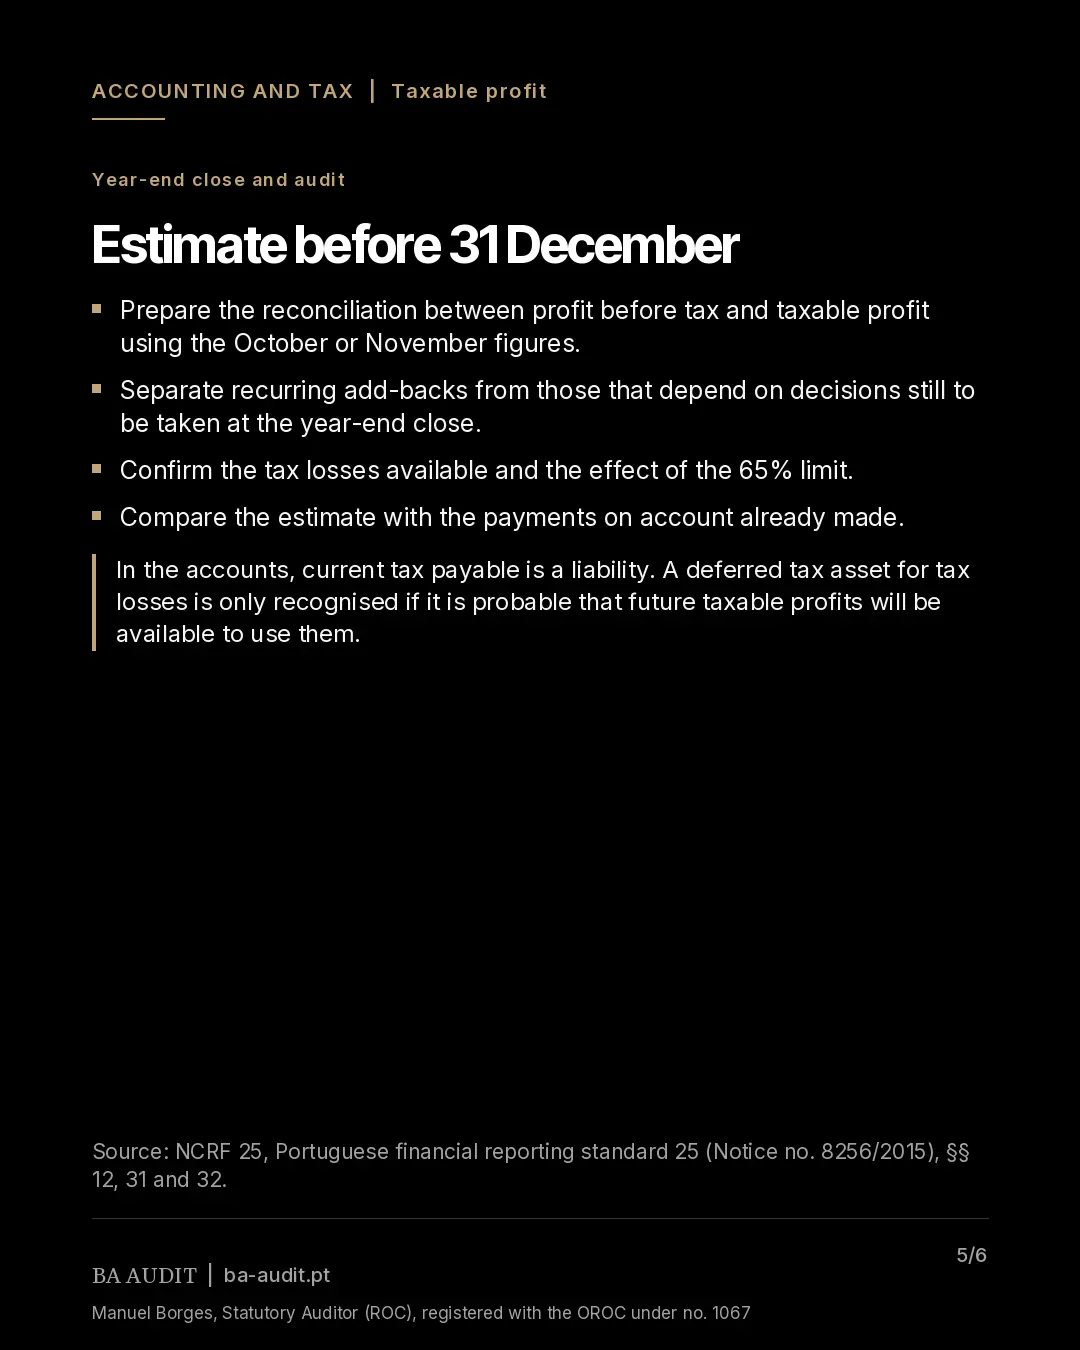 ACCOUNTING AND TAX | Taxable profit
Year-end close and audit
Estimate before 31 December
Prepare the reconciliation between profit before tax and taxable profit
using the October or November figures.
Separate recurring add-backs from those that depend on decisions still to
be taken at the year-end close.
Confirm the tax losses available and the effect of the 65% limit.
Compare the estimate with the payments on account already made.
In the accounts, current tax payable is a liability. A deferred tax asset for tax
losses is only recognised if it is probable that future taxable profits will be
available to use them.
Source: NCRF 25, Portuguese financial reporting standard 25 (Notice no. 8256/2015), §§
12, 31 and 32.
5/6
BA AUDIT | ba-audit.pt
Manuel Borges, Statutory Auditor (ROC), registered with the OROC under no. 1067